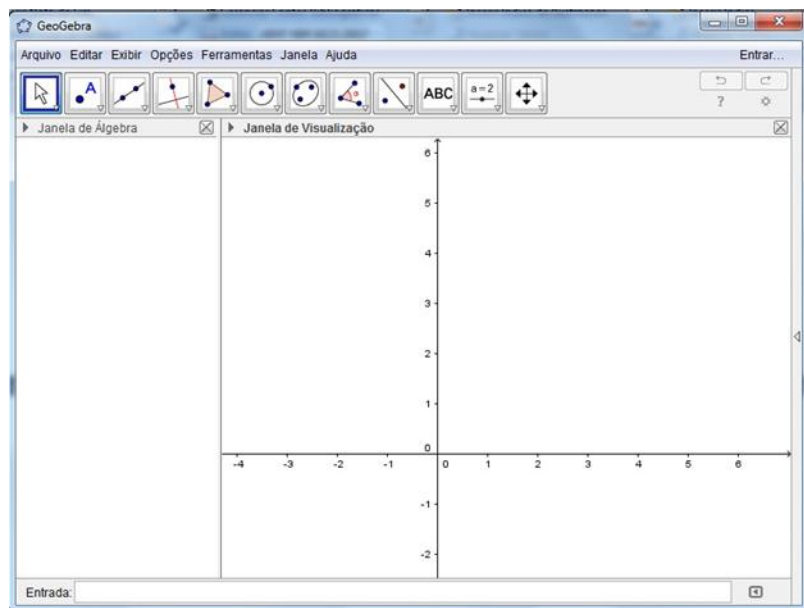 GeoGebra
Arquivo Editar Exibir Opções Ferramentas Janela Ajuda
Entrar...
A
α
ABC
a=2
?
Janela de Álgebra
Janela de Visualização
6
5
4
3
2
1
0
-4 -3 -2 -1 0 1 2 3 4 5 6
-1
-2
Entrada: